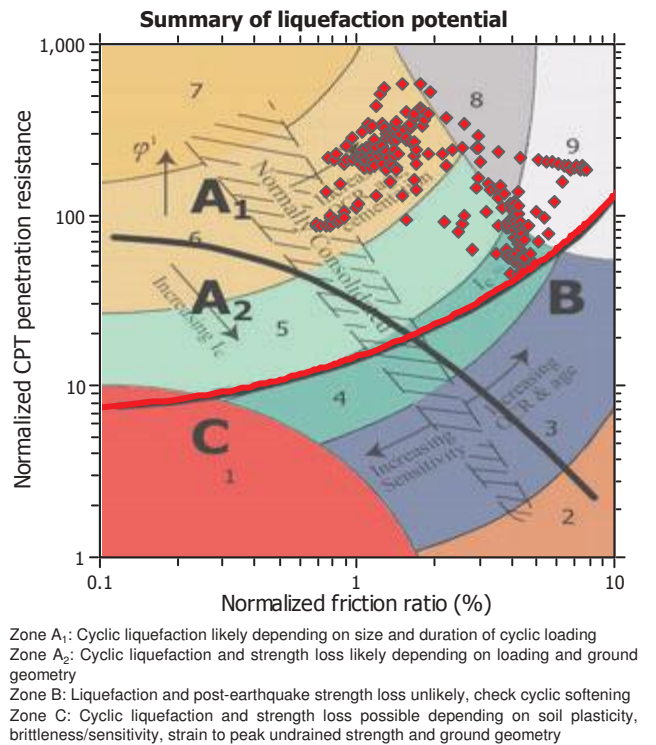 Summary of liquefaction potential
1,000
100
10
1
Normalized CPT penetration resistance
7
8
9
φ'
A1
Normally Consolidated
cementation
6
A2
Increasing Ic
5
B
4
Increasing
OCR & age
3
C
1
Increasing
Sensitivity
2
0.1
1
10
Normalized friction ratio (%)
Zone A1: Cyclic liquefaction likely depending on size and duration of cyclic loading
Zone A2: Cyclic liquefaction and strength loss likely depending on loading and ground
geometry
Zone B: Liquefaction and post-earthquake strength loss unlikely, check cyclic softening
Zone C: Cyclic liquefaction and strength loss possible depending on soil plasticity,
brittleness/sensitivity, strain to peak undrained strength and ground geometry